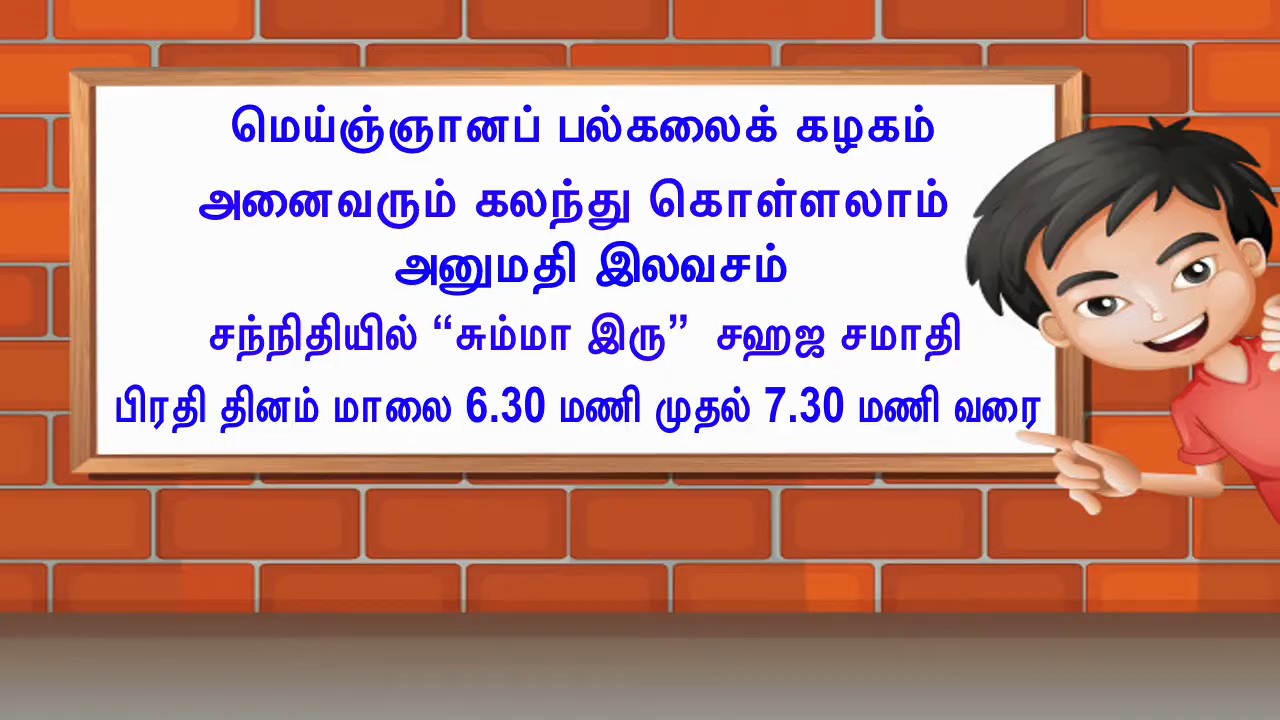 மெய்ஞ்ஞானப் பல்கலைக் கழகம்
அனைவரும் கலந்து கொள்ளலாம்
அனுமதி இலவசம்
சந்நிதியில் “சும்மா இரு” சஹஜ சமாதி
பிரதி தினம் மாலை 6.30 மணி முதல் 7.30 மணி வரை